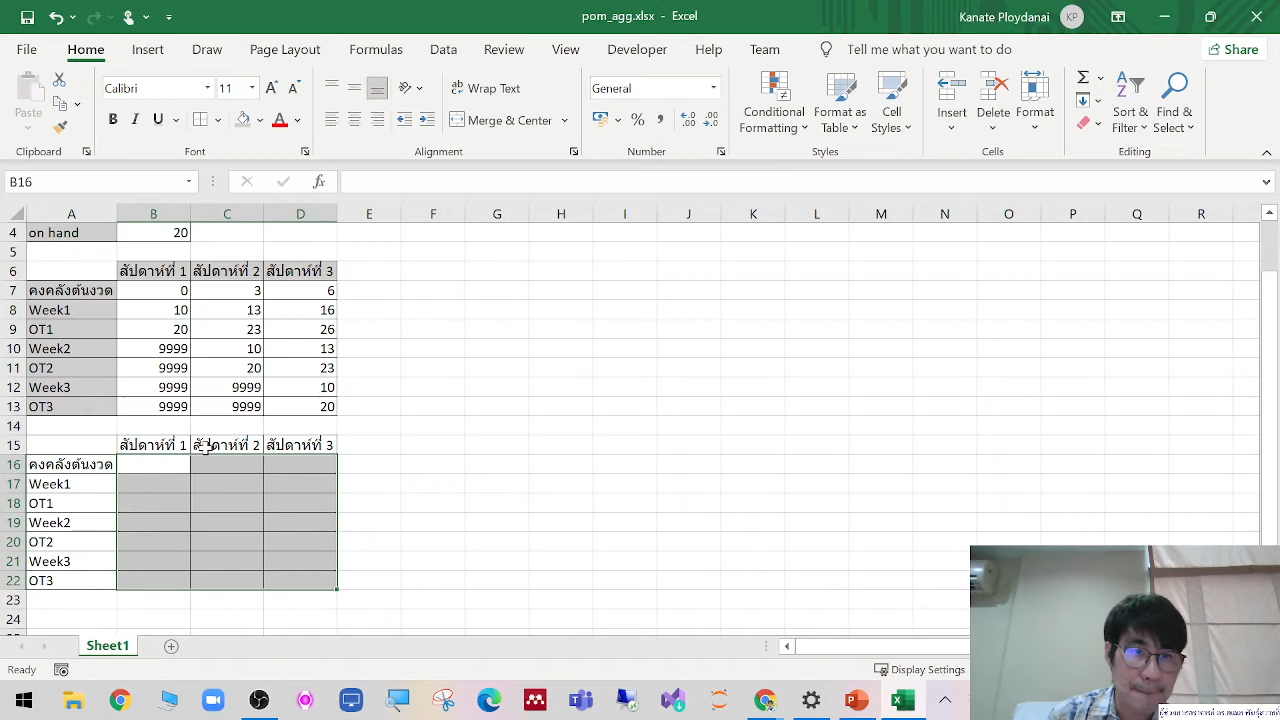 pom_agg.xlsx - Excel
Kanate Ploydanai
KP
File Home Insert Draw Page Layout Formulas Data Review View Developer Help Team Tell me what you want to do Share
Calibri 11
Wrap Text
General
Paste
Merge & Center
Conditional Formatting
Format as Table
Cell Styles
Insert
Delete
Format
Sort & Filter
Find & Select
Clipboard Font Alignment Number Styles Cells Editing
B16
A B C D E F G H I J K L M N O P Q R
4 on hand 20
5
6 สัปดาห์ที่ 1 สัปดาห์ที่ 2 สัปดาห์ที่ 3
7 คงคลังต้นงวด 0 3 6
8 Week1 10 13 16
9 OT1 20 23 26
10 Week2 9999 10 13
11 OT2 9999 20 23
12 Week3 9999 9999 10
13 OT3 9999 9999 20
14
15 สัปดาห์ที่ 1 สัปดาห์ที่ 2 สัปดาห์ที่ 3
16 คงคลังต้นงวด
17 Week1
18 OT1
19 Week2
20 OT2
21 Week3
22 OT3
23
24
Sheet1
Ready
Display Settings